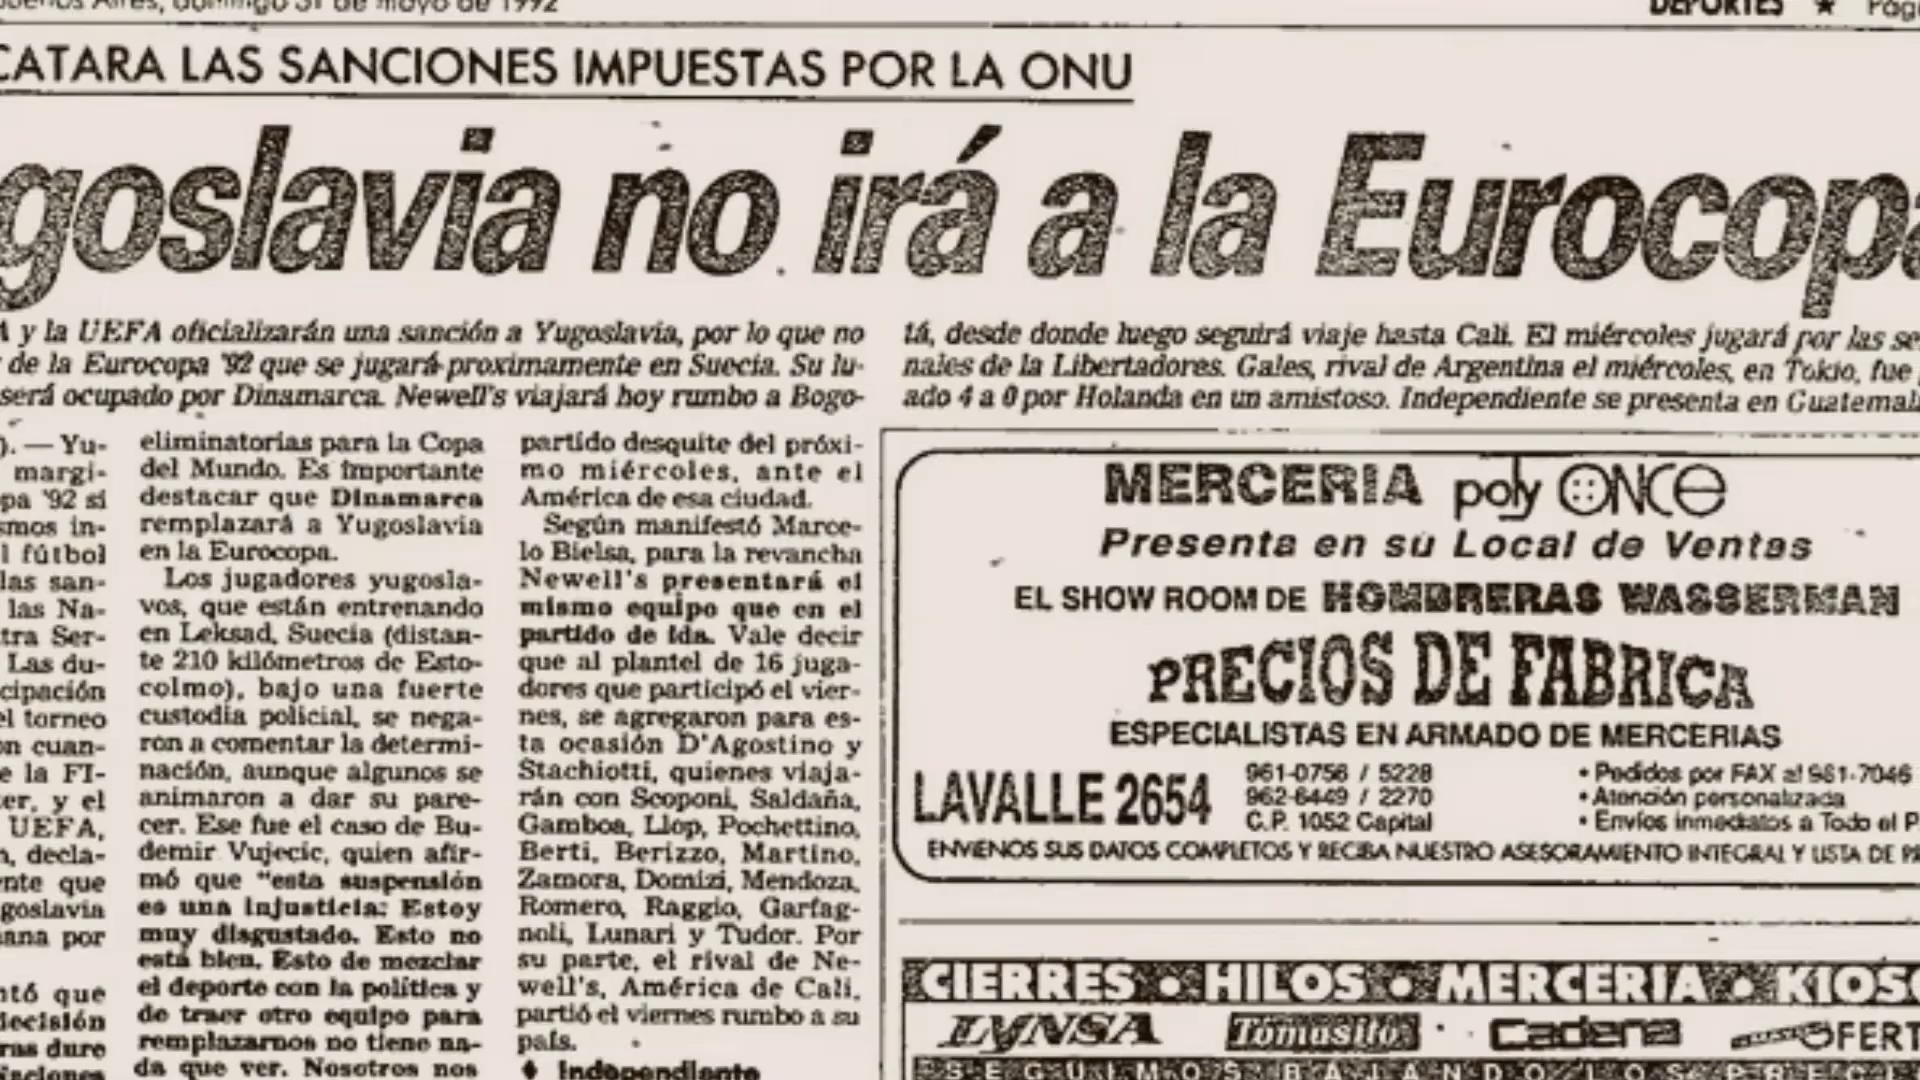 Buenos Aires, domingo 31 de mayo de 1992
DEPORTES ★ Pág
CATARA LAS SANCIONES IMPUESTAS POR LA ONU
goslavia no irá a la Eurocopa
A y la UEFA oficializarán una sanción a Yugoslavia, por lo que no
de la Eurocopa '92 que se jugará proximamente en Suecia. Su lu-
será ocupado por Dinamarca. Newell's viajará hoy rumbo a Bogo-
tá, desde donde luego seguirá viaje hasta Cali. El miércoles jugará por las se
nales de la Libertadores. Gales, rival de Argentina el miércoles, en Tokio, fue
ado 4 a 0 por Holanda en un amistoso. Independiente se presenta en Guatemal
). — Yu-
margi-
pa '92 si
smos in-
l fútbol
las san-
las Na-
tra Ser-
Las du-
cipación
el torneo
on cuan-
e la FI-
ter, y el
UEFA,
n, decla-
nte que
goslavia
ana por
ntó que
decisión
ras dure
nciones
eliminatorias para la Copa
del Mundo. Es importante
destacar que Dinamarca
remplazará a Yugoslavia
en la Eurocopa.
Los jugadores yugosla-
vos, que están entrenando
en Leksad, Suecia (distan-
te 210 kilómetros de Esto-
colmo), bajo una fuerte
custodia policial, se nega-
ron a comentar la determi-
nación, aunque algunos se
animaron a dar su pare-
cer. Ese fue el caso de Bu-
demir Vujecic, quien afir-
mó que "esta suspensión
es una injusticia: Estoy
muy disgustado. Esto no
está bien. Esto de mezclar
el deporte con la política y
de traer otro equipo para
remplazarnos no tiene na-
da que ver. Nosotros nos
partido desquite del próxi-
mo miércoles, ante el
América de esa ciudad.
Según manifestó Marce-
lo Bielsa, para la revancha
Newell's presentará el
mismo equipo que en el
partido de ida. Vale decir
que al plantel de 16 juga-
dores que participó el vier-
nes, se agregaron para es-
ta ocasión D'Agostino y
Stachiotti, quienes viaja-
rán con Scoponi, Saldaña,
Gamboa, Llop, Pochettino,
Berti, Berizzo, Martino,
Zamora, Domizi, Mendoza,
Romero, Raggio, Garfag-
noli, Lunari y Tudor. Por
su parte, el rival de Ne-
well's, América de Cali,
partió el viernes rumbo a su
país.
♦ Independiente
MERCERIA poly ONCE
Presenta en su Local de Ventas
EL SHOW ROOM DE HOMBRERAS WASSERMAN
PRECIOS DE FABRICA
ESPECIALISTAS EN ARMADO DE MERCERIAS
LAVALLE 2654
961-0756 / 5228
962-6449 / 2270
C.P. 1052 Capital
• Pedidos por FAX al 961-7046
• Atención personalizada
• Envíos inmediatos a Todo el P
ENVIENOS SUS DATOS COMPLETOS Y RECIBA NUESTRO ASESORAMIENTO INTEGRAL Y LISTA DE PR
CIERRES • HILOS • MERCERIA • KIOSC
LYNSA Tomasito Cadena OFERT
SEGUIMOS BAJANDO LOS PRECI